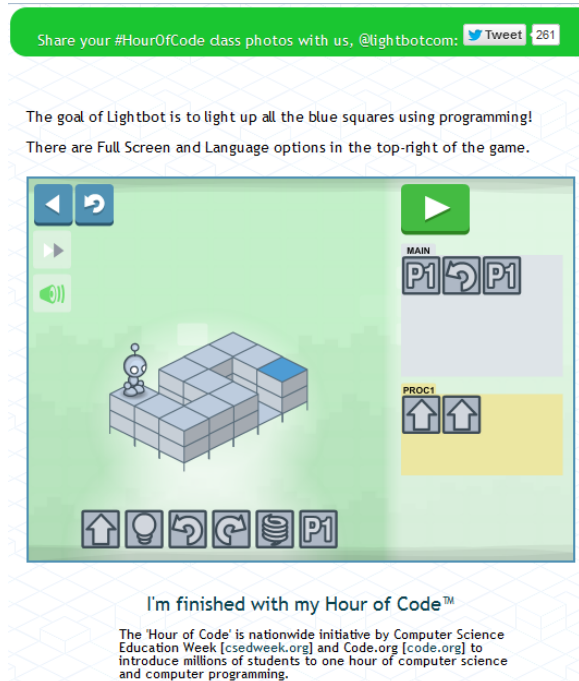 Share your #HourOfCode class photos with us, @lightbotcom: Tweet 261
The goal of Lightbot is to light up all the blue squares using programming!
There are Full Screen and Language options in the top-right of the game.
MAIN
P1 P1
PROC1
P1
I'm finished with my Hour of Code™
The 'Hour of Code' is nationwide initiative by Computer Science
Education Week [csedweek.org] and Code.org [code.org] to
introduce millions of students to one hour of computer science
and computer programming.